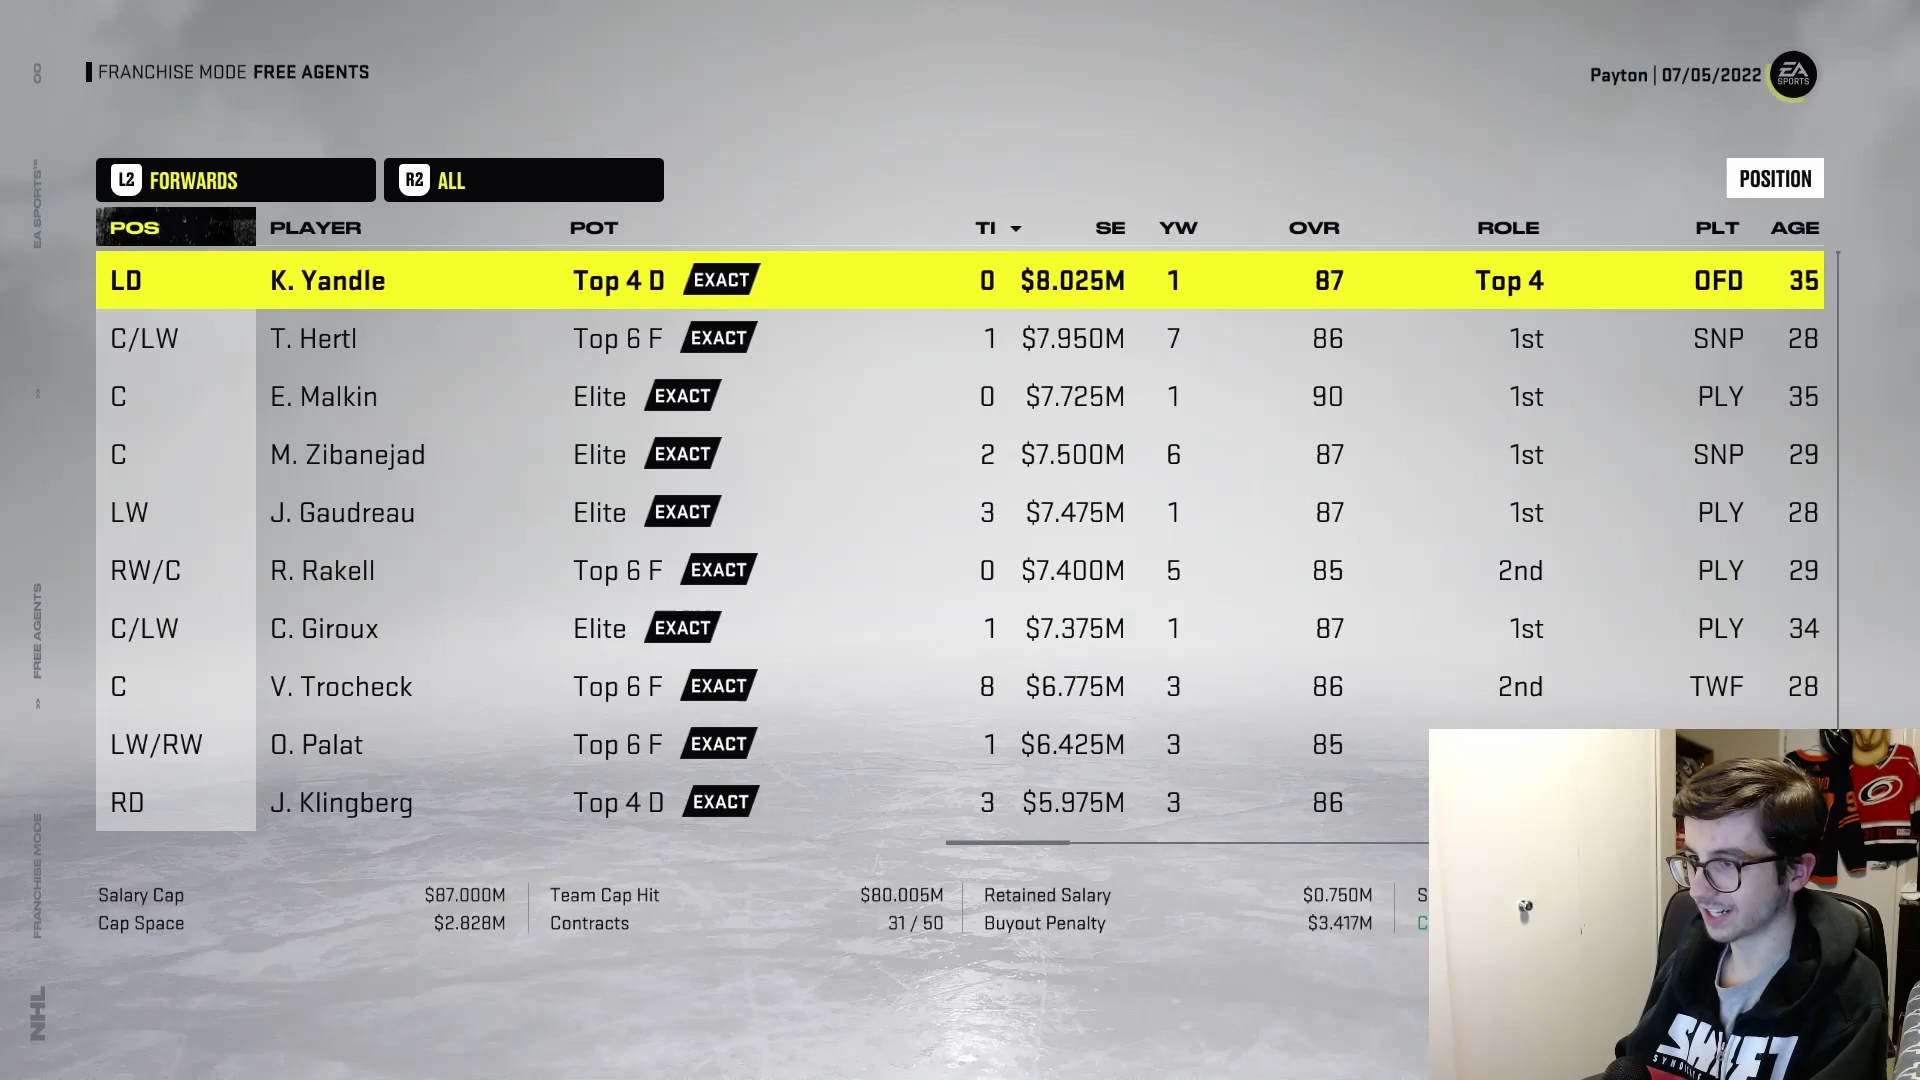 FRANCHISE MODE FREE AGENTS
Payton | 07/05/2022
EA SPORTS
L2 FORWARDS
R2 ALL
POSITION
POS PLAYER POT TI SE YW OVR ROLE PLT AGE
LD K. Yandle Top 4 D EXACT 0 $8.025M 1 87 Top 4 OFD 35
C/LW T. Hertl Top 6 F EXACT 1 $7.950M 7 86 1st SNP 28
C E. Malkin Elite EXACT 0 $7.725M 1 90 1st PLY 35
C M. Zibanejad Elite EXACT 2 $7.500M 6 87 1st SNP 29
LW J. Gaudreau Elite EXACT 3 $7.475M 1 87 1st PLY 28
RW/C R. Rakell Top 6 F EXACT 0 $7.400M 5 85 2nd PLY 29
C/LW C. Giroux Elite EXACT 1 $7.375M 1 87 1st PLY 34
C V. Trocheck Top 6 F EXACT 8 $6.775M 3 86 2nd TWF 28
LW/RW O. Palat Top 6 F EXACT 1 $6.425M 3 85
RD J. Klingberg Top 4 D EXACT 3 $5.975M 3 86
Salary Cap $87.000M Team Cap Hit $80.005M Retained Salary $0.750M S
Cap Space $2.828M Contracts 31 / 50 Buyout Penalty $3.417M C
NHL FRANCHISE MODE >> FREE AGENTS >> EA SPORTS™